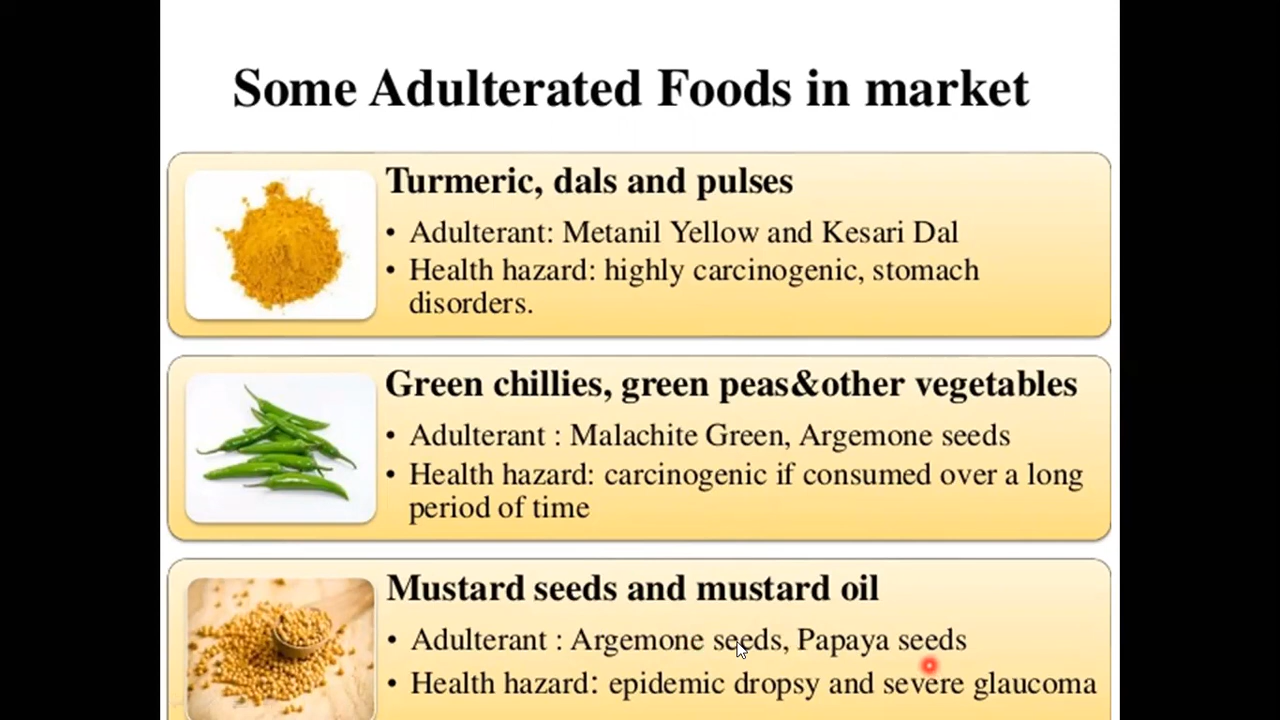 Some Adulterated Foods in market
Turmeric, dals and pulses
• Adulterant: Metanil Yellow and Kesari Dal
• Health hazard: highly carcinogenic, stomach
disorders.
Green chillies, green peas&other vegetables
• Adulterant : Malachite Green, Argemone seeds
• Health hazard: carcinogenic if consumed over a long
period of time
Mustard seeds and mustard oil
• Adulterant : Argemone seeds, Papaya seeds
• Health hazard: epidemic dropsy and severe glaucoma